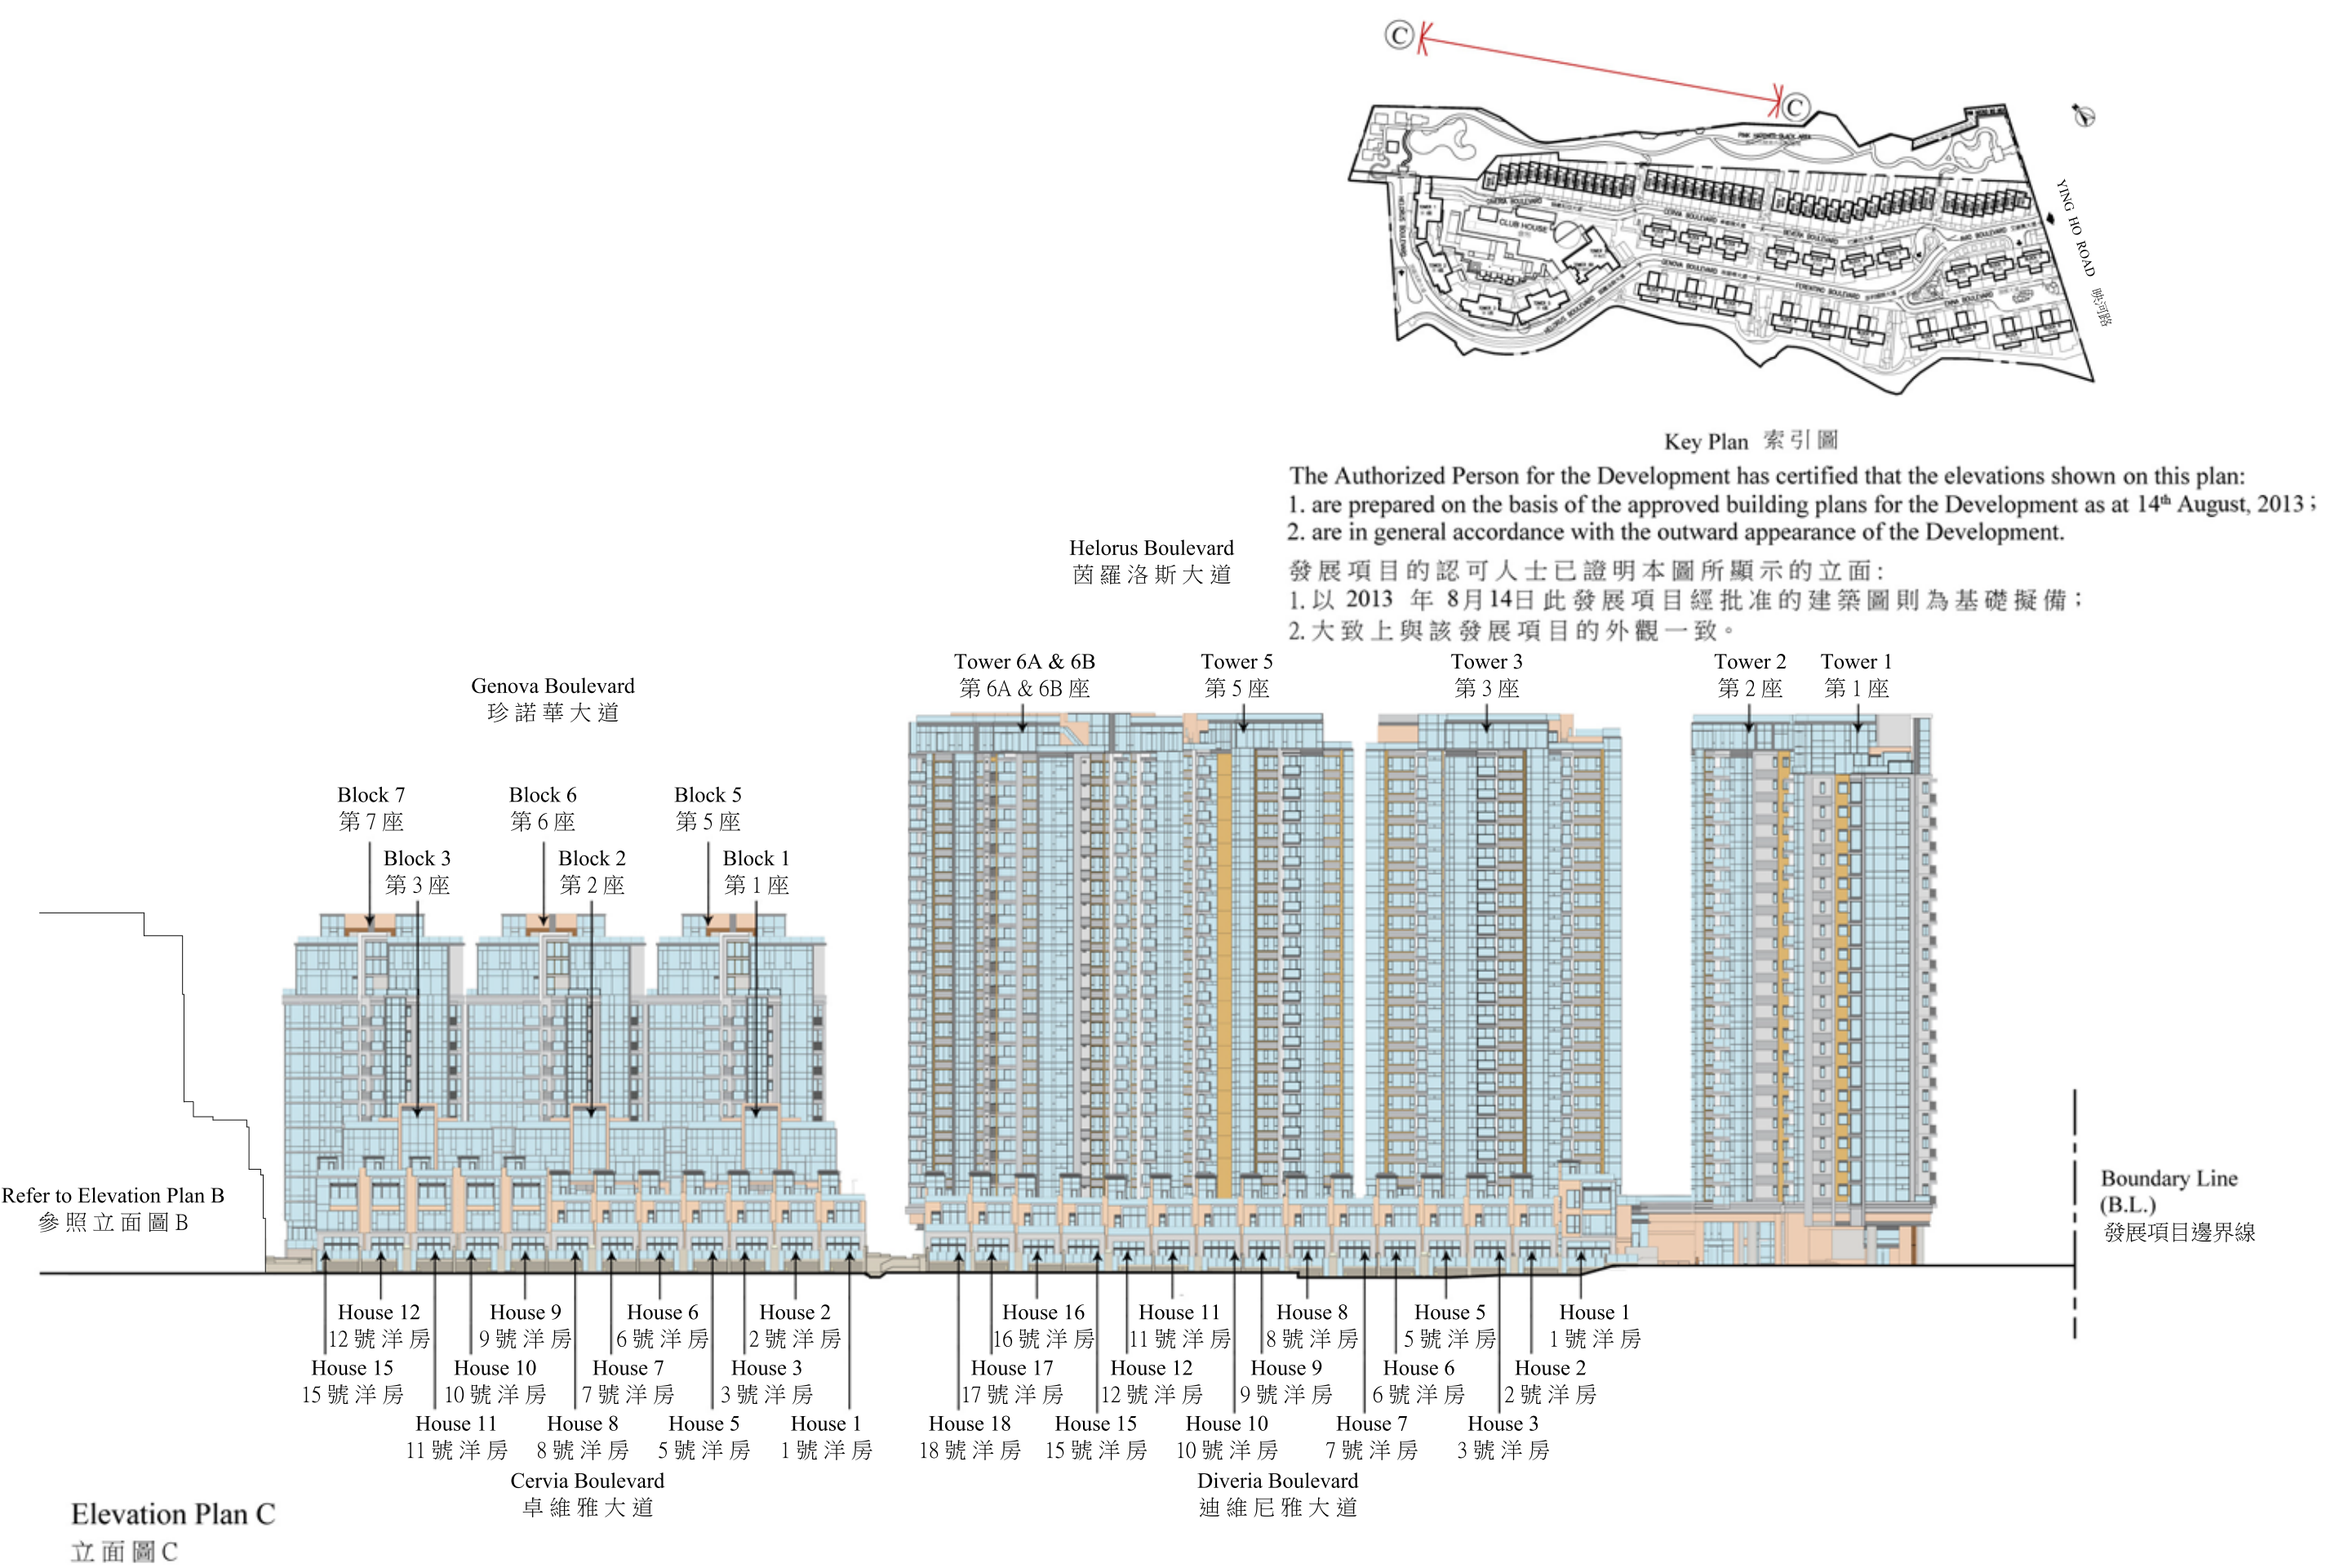 C
C
PINK HATCHED BLACK AREA
CLUB HOUSE
會所
DIVERIA BOULEVARD
CERVIA BOULEVARD
GENOVA BOULEVARD
HELORUS BOULEVARD
YING HO ROAD 映河路
Key Plan 索引圖
The Authorized Person for the Development has certified that the elevations shown on this plan:
1. are prepared on the basis of the approved building plans for the Development as at 14th August, 2013；
2. are in general accordance with the outward appearance of the Development.
發展項目的認可人士已證明本圖所顯示的立面:
1. 以 2013 年 8月14日此發展項目經批准的建築圖則為基礎擬備；
2. 大致上與該發展項目的外觀一致。
Helorus Boulevard
茵羅洛斯大道
Tower 6A & 6B
第 6A & 6B 座
Tower 5
第 5 座
Tower 3
第 3 座
Tower 2
第 2 座
Tower 1
第 1 座
Genova Boulevard
珍諾華大道
Block 7
第 7 座
Block 6
第 6 座
Block 5
第 5 座
Block 3
第 3 座
Block 2
第 2 座
Block 1
第 1 座
Refer to Elevation Plan B
參照立面圖 B
Boundary Line
(B.L.)
發展項目邊界線
House 12
12 號洋房
House 9
9 號洋房
House 6
6 號洋房
House 2
2 號洋房
House 16
16 號洋房
House 11
11 號洋房
House 8
8 號洋房
House 5
5 號洋房
House 1
1 號洋房
House 15
15 號洋房
House 10
10 號洋房
House 7
7 號洋房
House 3
3 號洋房
House 17
17 號洋房
House 12
12 號洋房
House 9
9 號洋房
House 6
6 號洋房
House 2
2 號洋房
House 11
11 號洋房
House 8
8 號洋房
House 5
5 號洋房
House 1
1 號洋房
House 18
18 號洋房
House 15
15 號洋房
House 10
10 號洋房
House 7
7 號洋房
House 3
3 號洋房
Cervia Boulevard
卓維雅大道
Diveria Boulevard
迪維尼雅大道
Elevation Plan C
立面圖 C